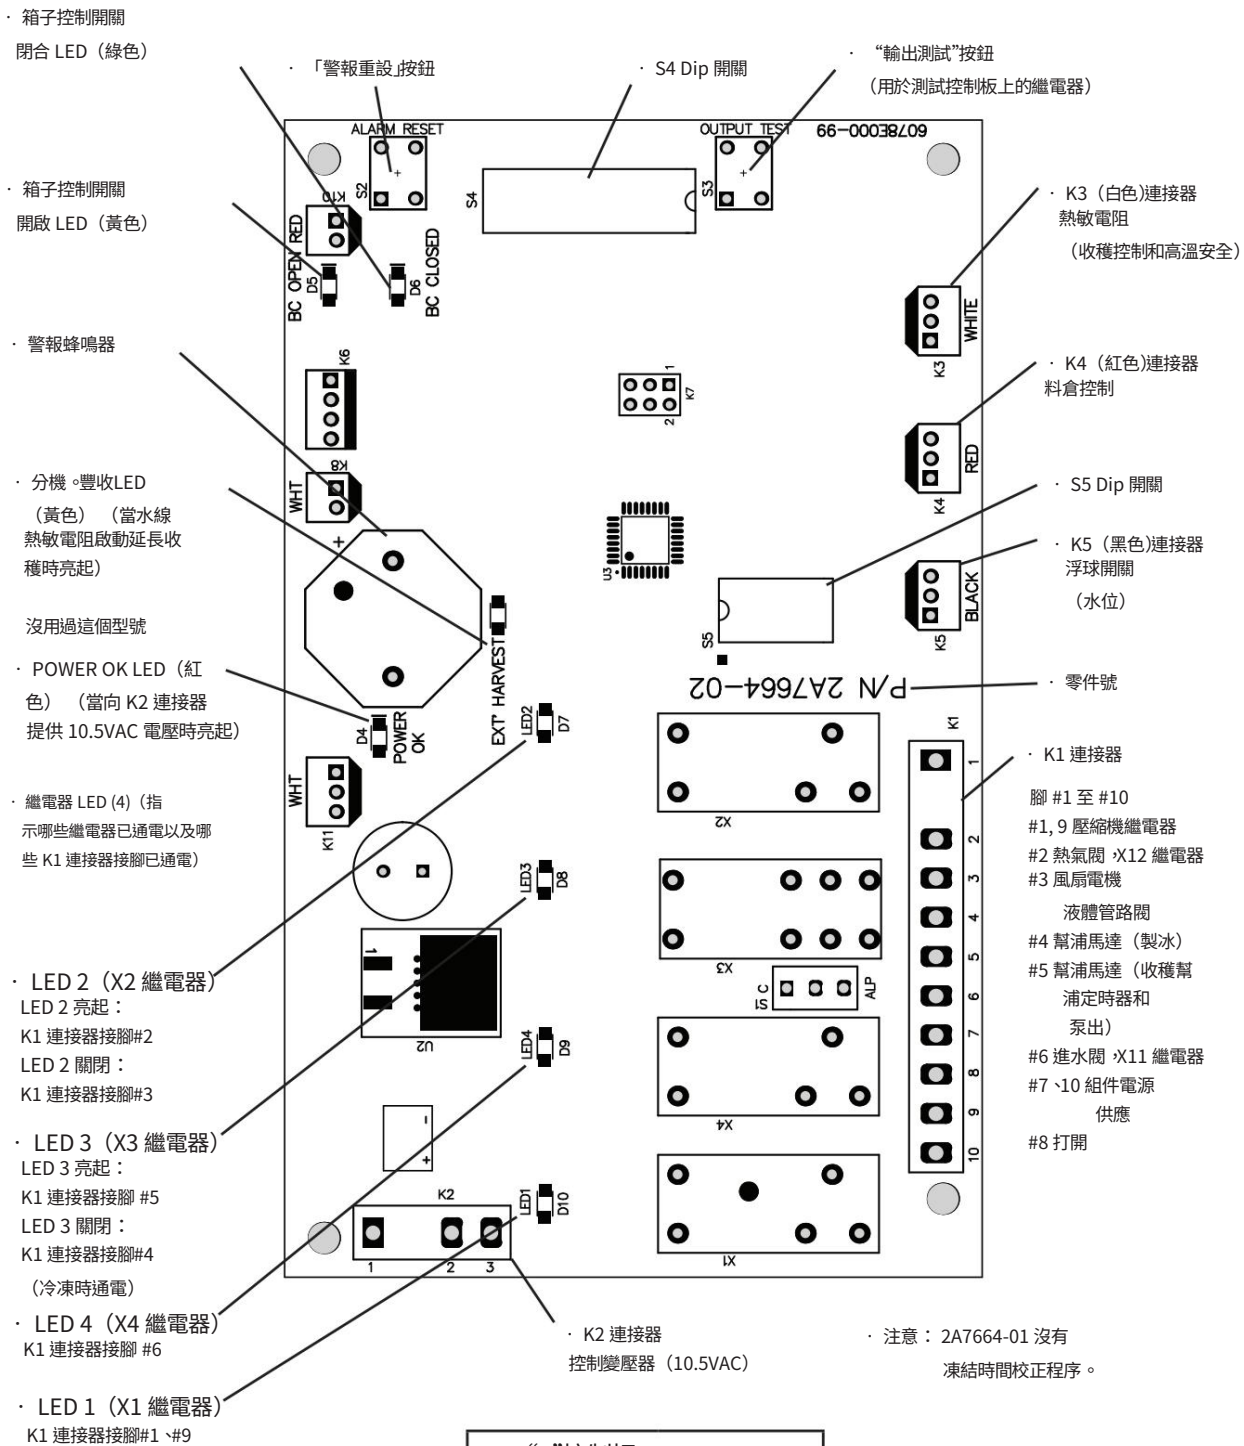 · 箱子控制開關
閉合 LED（綠色）
· 「警報重設」按鈕
· S4 Dip 開關
· “輸出測試”按鈕
（用於測試控制板上的繼電器）
ALARM RESET
OUTPUT TEST
6078E000-99
S2
S4
S3
· 箱子控制開關
開啟 LED（黃色）
K10
RED
BC OPEN
D5
D6
BC CLOSED
· K3（白色）連接器
熱敏電阻
（收穫控制和高溫安全）
WHITE
K3
· 警報蜂鳴器
K6
1
K7
2
· K4（紅色）連接器
料倉控制
RED
K4
· 分機。豐收LED
（黃色）（當水線
熱敏電阻啟動延長收
穫時亮起）
K8
WHT
+
U3
· S5 Dip 開關
· K5（黑色）連接器
浮球開關
（水位）
BLACK
K5
S5
沒用過這個型號
EXT' HARVEST
P/N 2A7664-02
· 零件號
· POWER OK LED（紅
色）（當向 K2 連接器
提供 10.5VAC 電壓時亮起）
D4
POWER
OK
LED2
D7
K1
1
2
3
4
5
6
7
8
9
10
X2
WHT
K11
· K1 連接器
腳 #1 至 #10
#1, 9 壓縮機繼電器
#2 熱氣閥，X12 繼電器
#3 風扇電機
液體管路閥
#4 幫浦馬達（製冰）
#5 幫浦馬達（收穫幫
浦定時器和
泵出）
#6 進水閥，X11 繼電器
#7、10 組件電源
供應
#8 打開
· 繼電器 LED (4)（指
示哪些繼電器已通電以及哪
些 K1 連接器接腳已通電）
LED3
D8
X3
C
S1
ALP
1
U2
LED4
D9
X4
· LED 2（X2 繼電器）
LED 2 亮起：
K1 連接器接腳#2
LED 2 關閉：
K1 連接器接腳#3
-
+
· LED 3（X3 繼電器）
LED 3 亮起：
K1 連接器接腳 #5
LED 3 關閉：
K1 連接器接腳#4
（冷凍時通電）
K2
1
2
3
LED1
D10
X1
· LED 4（X4 繼電器）
K1 連接器接腳 #6
· K2 連接器
控制變壓器（10.5VAC）
· 注意： 2A7664-01 沒有
凍結時間校正程序。
· LED 1（X1 繼電器）
K1 連接器接腳#1、#9